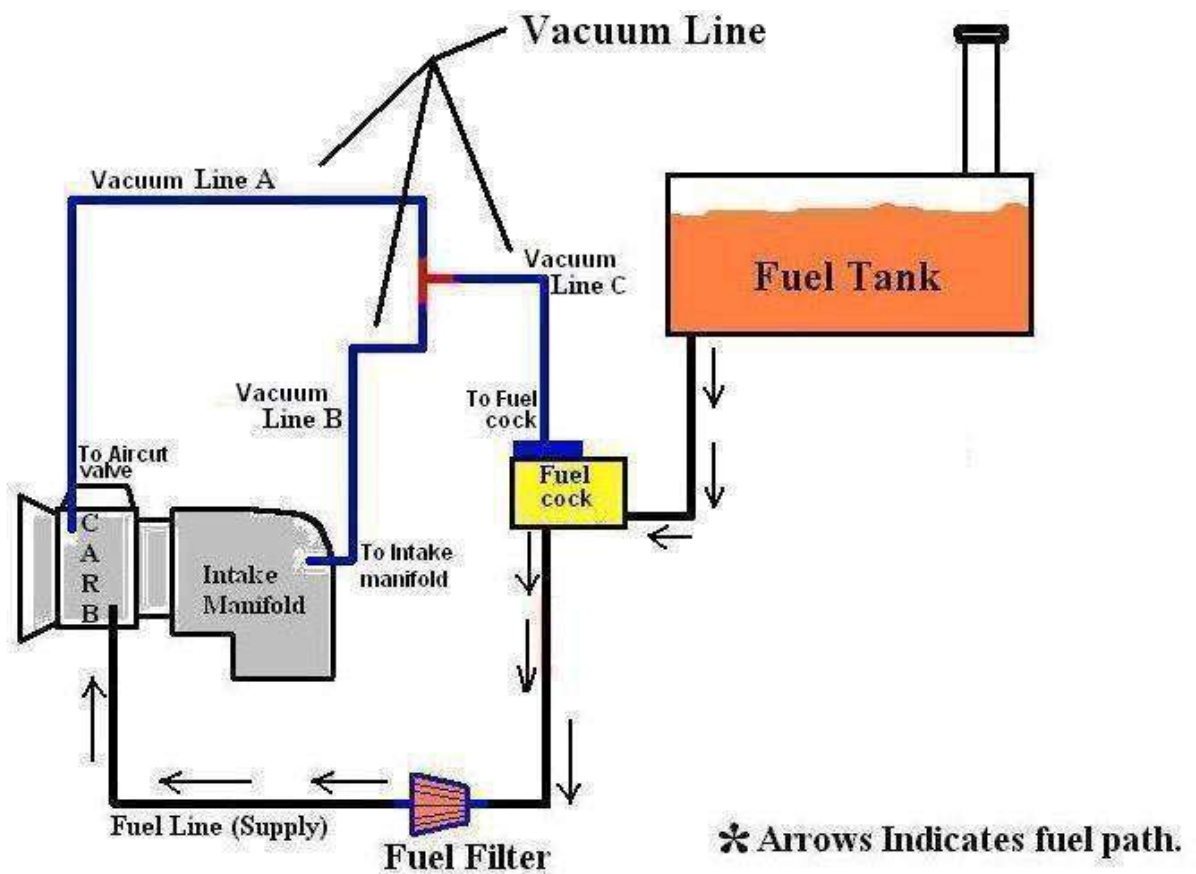 Vacuum Line
Vacuum Line A
Vacuum
Line C
Fuel Tank
Vacuum
Line B
To Fuel
cock
To Aircut
valve
Fuel
cock
C
A
R
B
Intake
Manifold
To Intake
manifold
Fuel Line (Supply)
Fuel Filter
* Arrows Indicates fuel path.